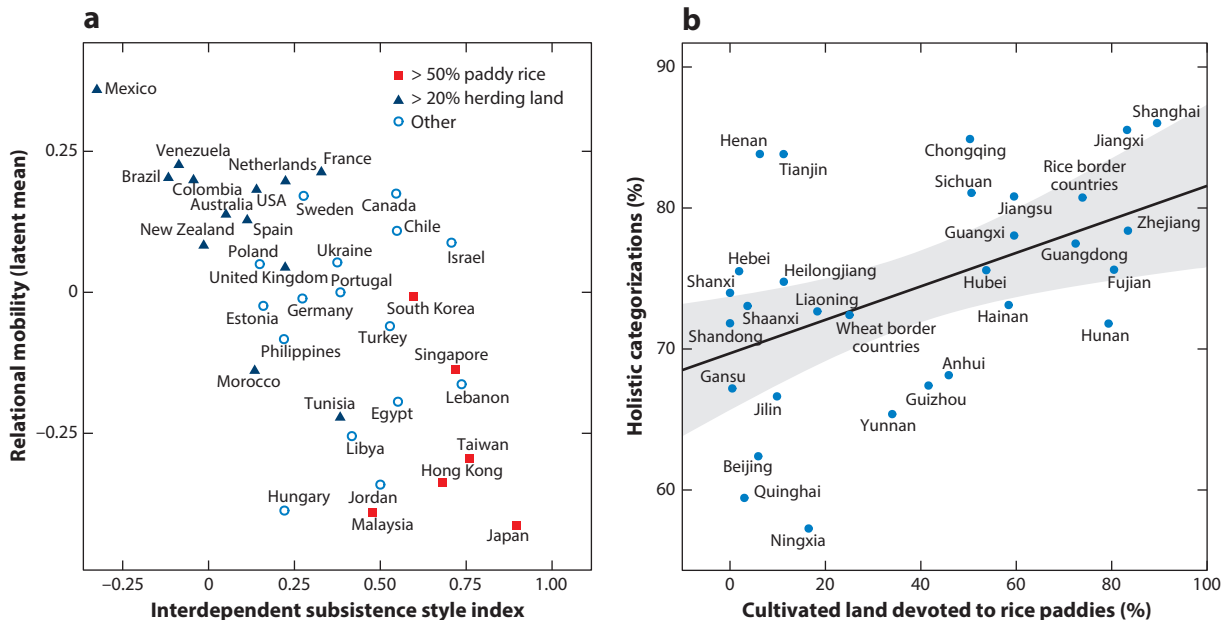 a
Relational mobility (latent mean)
0.25
0
−0.25
> 50% paddy rice
> 20% herding land
Other
Mexico
Venezuela
Netherlands
France
Brazil
Colombia
USA
Australia
Sweden
Canada
New Zealand
Spain
Chile
Poland
Ukraine
Israel
United Kingdom
Portugal
Estonia
Germany
South Korea
Philippines
Turkey
Singapore
Morocco
Lebanon
Tunisia
Egypt
Libya
Taiwan
Hong Kong
Hungary
Jordan
Malaysia
Japan
−0.25
0
0.25
0.50
0.75
1.00
Interdependent subsistence style index
b
Holistic categorizations (%)
90
80
70
60
Shanghai
Henan
Tianjin
Chongqing
Jiangxi
Sichuan
Rice border
countries
Jiangsu
Zhejiang
Guangxi
Guangdong
Hebei
Heilongjiang
Shanxi
Hubei
Fujian
Liaoning
Shaanxi
Hainan
Shandong
Wheat border
countries
Hunan
Gansu
Anhui
Jilin
Guizhou
Yunnan
Beijing
Quinghai
Ningxia
0
20
40
60
80
100
Cultivated land devoted to rice paddies (%)